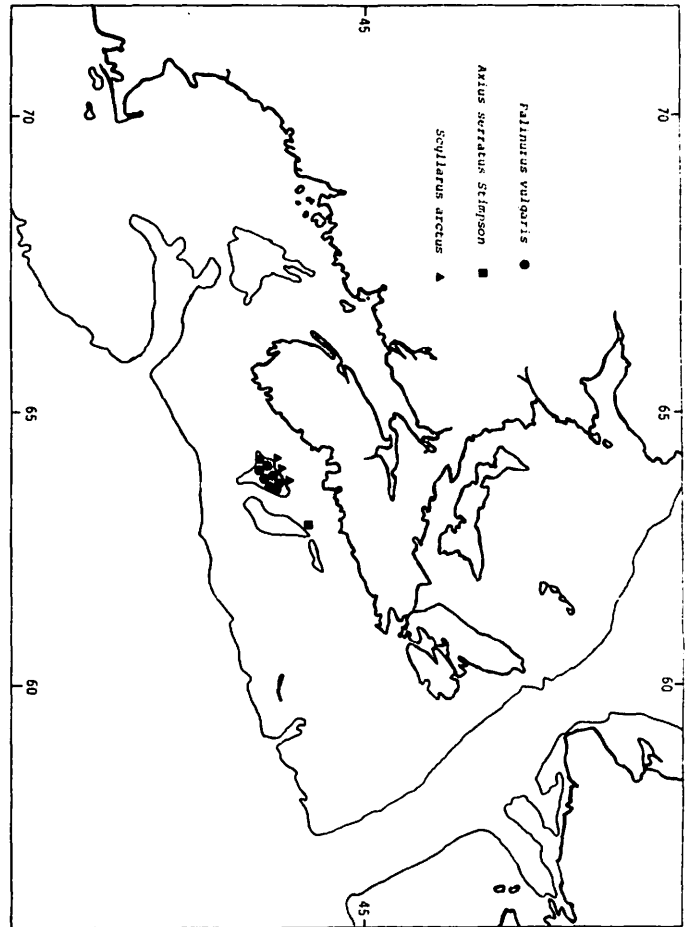 70 65 60
Palinurus vulgaris ●
Axius serratus Stimpson ■
Scyllarus arctus ▲
45 45
70 65 60